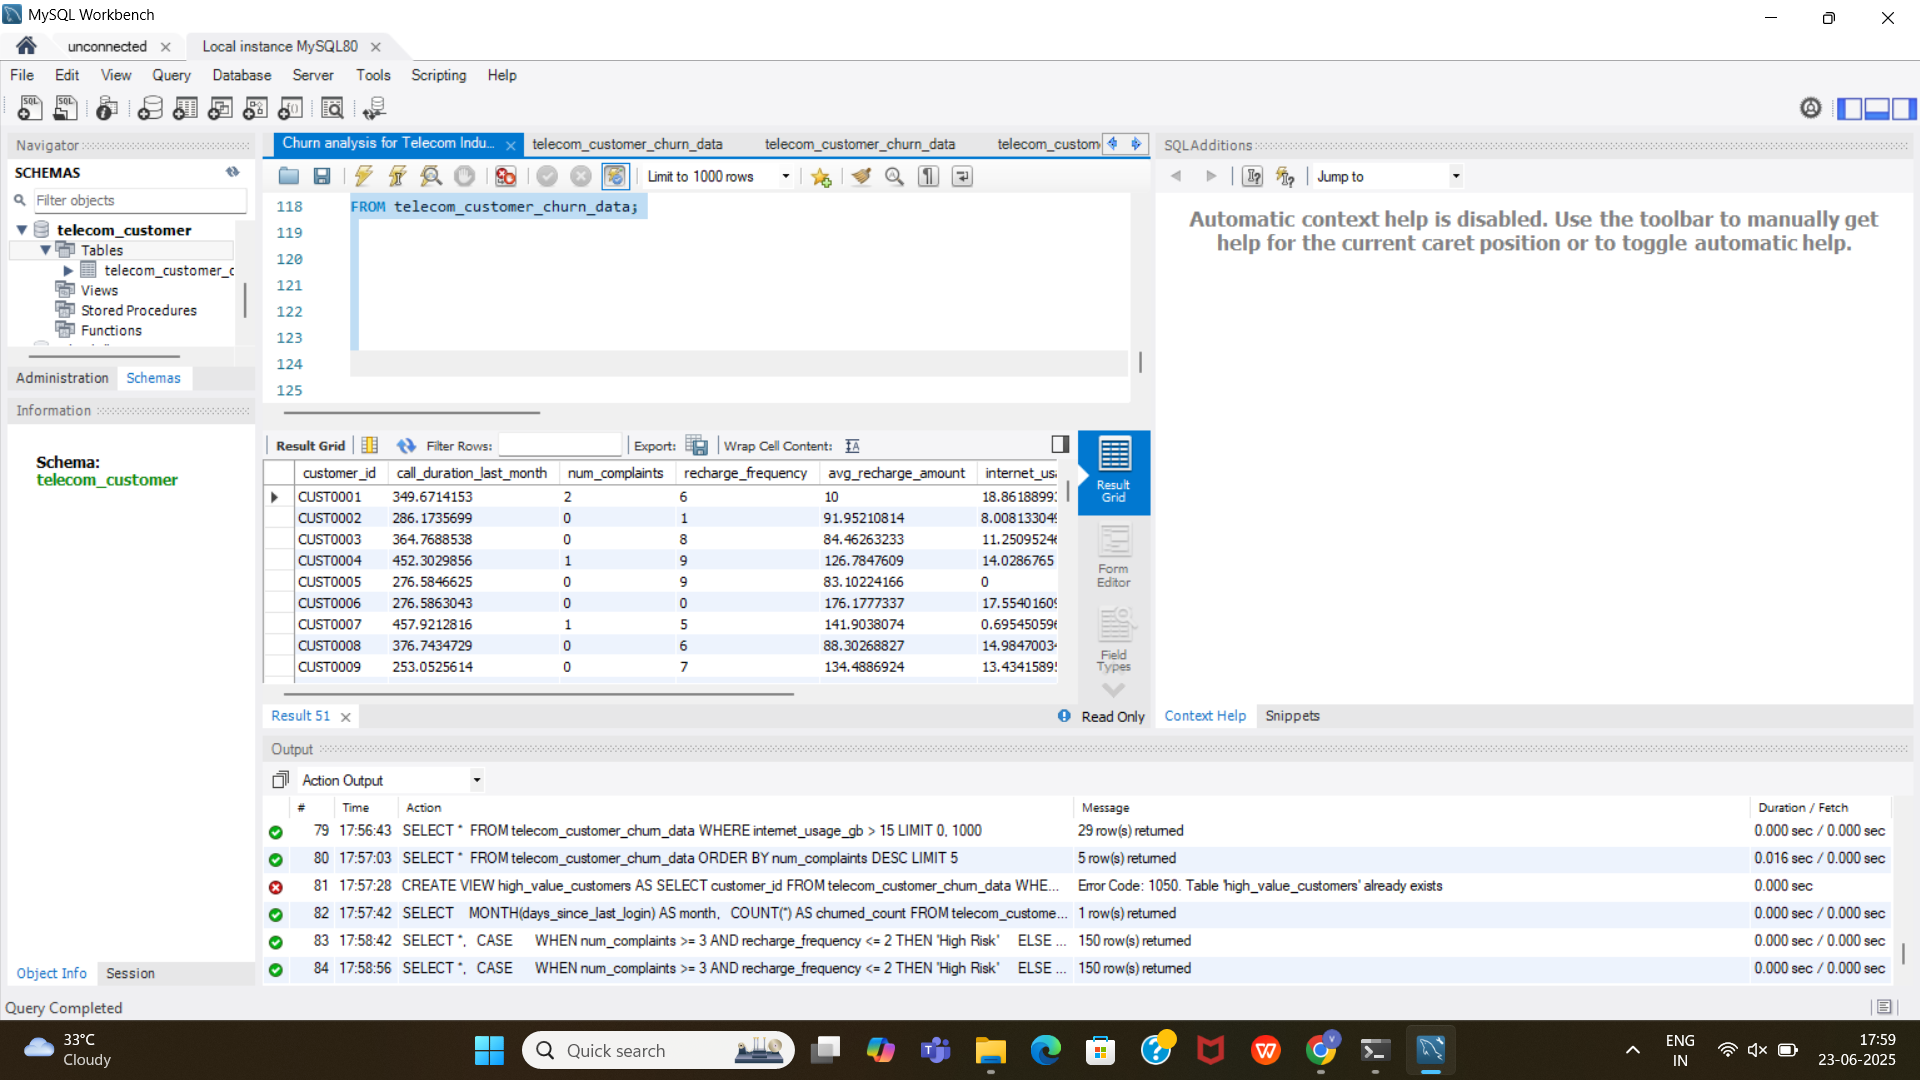 MySQL Workbench
unconnected
Local instance MySQL80
File Edit View Query Database Server Tools Scripting Help
Navigator
SCHEMAS
Filter objects
telecom_customer
Tables
telecom_customer_c
Views
Stored Procedures
Functions
Administration Schemas
Information
Schema:
telecom_customer
Object Info Session
Churn analysis for Telecom Indu... telecom_customer_churn_data telecom_customer_churn_data telecom_custom
Limit to 1000 rows
118 FROM telecom_customer_churn_data;
119
120
121
122
123
124
125
Result Grid Filter Rows: Export: Wrap Cell Content:
customer_id call_duration_last_month num_complaints recharge_frequency avg_recharge_amount internet_usa
CUST0001 349.6714153 2 6 10 18.86188993
CUST0002 286.1735699 0 1 91.95210814 8.008133049
CUST0003 364.7688538 0 8 84.46263233 11.25095246
CUST0004 452.3029856 1 9 126.7847609 14.0286765
CUST0005 276.5846625 0 9 83.10224166 0
CUST0006 276.5863043 0 0 176.1777337 17.55401609
CUST0007 457.9212816 1 5 141.9038074 0.695450596
CUST0008 376.7434729 0 6 88.30268827 14.98470034
CUST0009 253.0525614 0 7 134.4886924 13.43415895
Result
Grid
Form
Editor
Field
Types
Result 51
Read Only
SQLAdditions
Jump to
Automatic context help is disabled. Use the toolbar to manually get
help for the current caret position or to toggle automatic help.
Context Help Snippets
Output
Action Output
# Time Action Message Duration / Fetch
79 17:56:43 SELECT * FROM telecom_customer_churn_data WHERE internet_usage_gb > 15 LIMIT 0, 1000 29 row(s) returned 0.000 sec / 0.000 sec
80 17:57:03 SELECT * FROM telecom_customer_churn_data ORDER BY num_complaints DESC LIMIT 5 5 row(s) returned 0.016 sec / 0.000 sec
81 17:57:28 CREATE VIEW high_value_customers AS SELECT customer_id FROM telecom_customer_churn_data WHE... Error Code: 1050. Table 'high_value_customers' already exists 0.000 sec
82 17:57:42 SELECT MONTH(days_since_last_login) AS month, COUNT(*) AS churned_count FROM telecom_custome... 1 row(s) returned 0.000 sec / 0.000 sec
83 17:58:42 SELECT *, CASE WHEN num_complaints >= 3 AND recharge_frequency <= 2 THEN 'High Risk' ELSE ... 150 row(s) returned 0.000 sec / 0.000 sec
84 17:58:56 SELECT *, CASE WHEN num_complaints >= 3 AND recharge_frequency <= 2 THEN 'High Risk' ELSE ... 150 row(s) returned 0.000 sec / 0.000 sec
Query Completed
33°C
Cloudy
Quick search
ENG
IN
17:59
23-06-2025